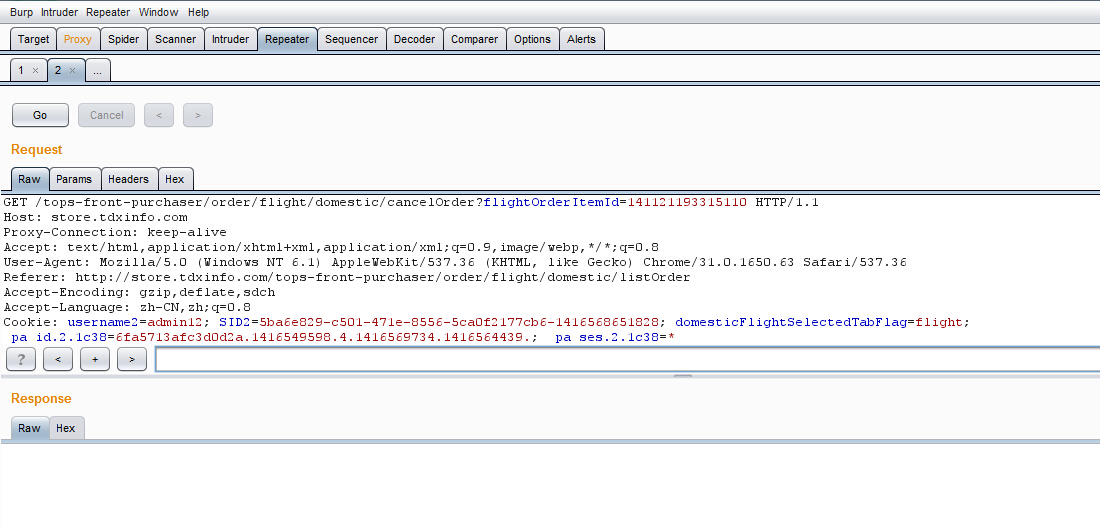 Burp Intruder Repeater Window Help
Target Proxy Spider Scanner Intruder Repeater Sequencer Decoder Comparer Options Alerts
1 × 2 × ...
Go Cancel < >
Request
Raw Params Headers Hex
GET /tops-front-purchaser/order/flight/domestic/cancelOrder?flightOrderItemId=141121193315110 HTTP/1.1
Host: store.tdxinfo.com
Proxy-Connection: keep-alive
Accept: text/html,application/xhtml+xml,application/xml;q=0.9,image/webp,*/*;q=0.8
User-Agent: Mozilla/5.0 (Windows NT 6.1) AppleWebKit/537.36 (KHTML, like Gecko) Chrome/31.0.1650.63 Safari/537.36
Referer: http://store.tdxinfo.com/tops-front-purchaser/order/flight/domestic/listOrder
Accept-Encoding: gzip,deflate,sdch
Accept-Language: zh-CN,zh;q=0.8
Cookie: username2=admin12; SID2=5ba6e829-c501-471e-8556-5ca0f2177cb6-1416568651828; domesticFlightSelectedTabFlag=flight;
pa id.2.1c38=6fa5713afc3d0d2a.1416549598.4.1416569734.1416564439.; pa ses.2.1c38=*
? < + >
Response
Raw Hex